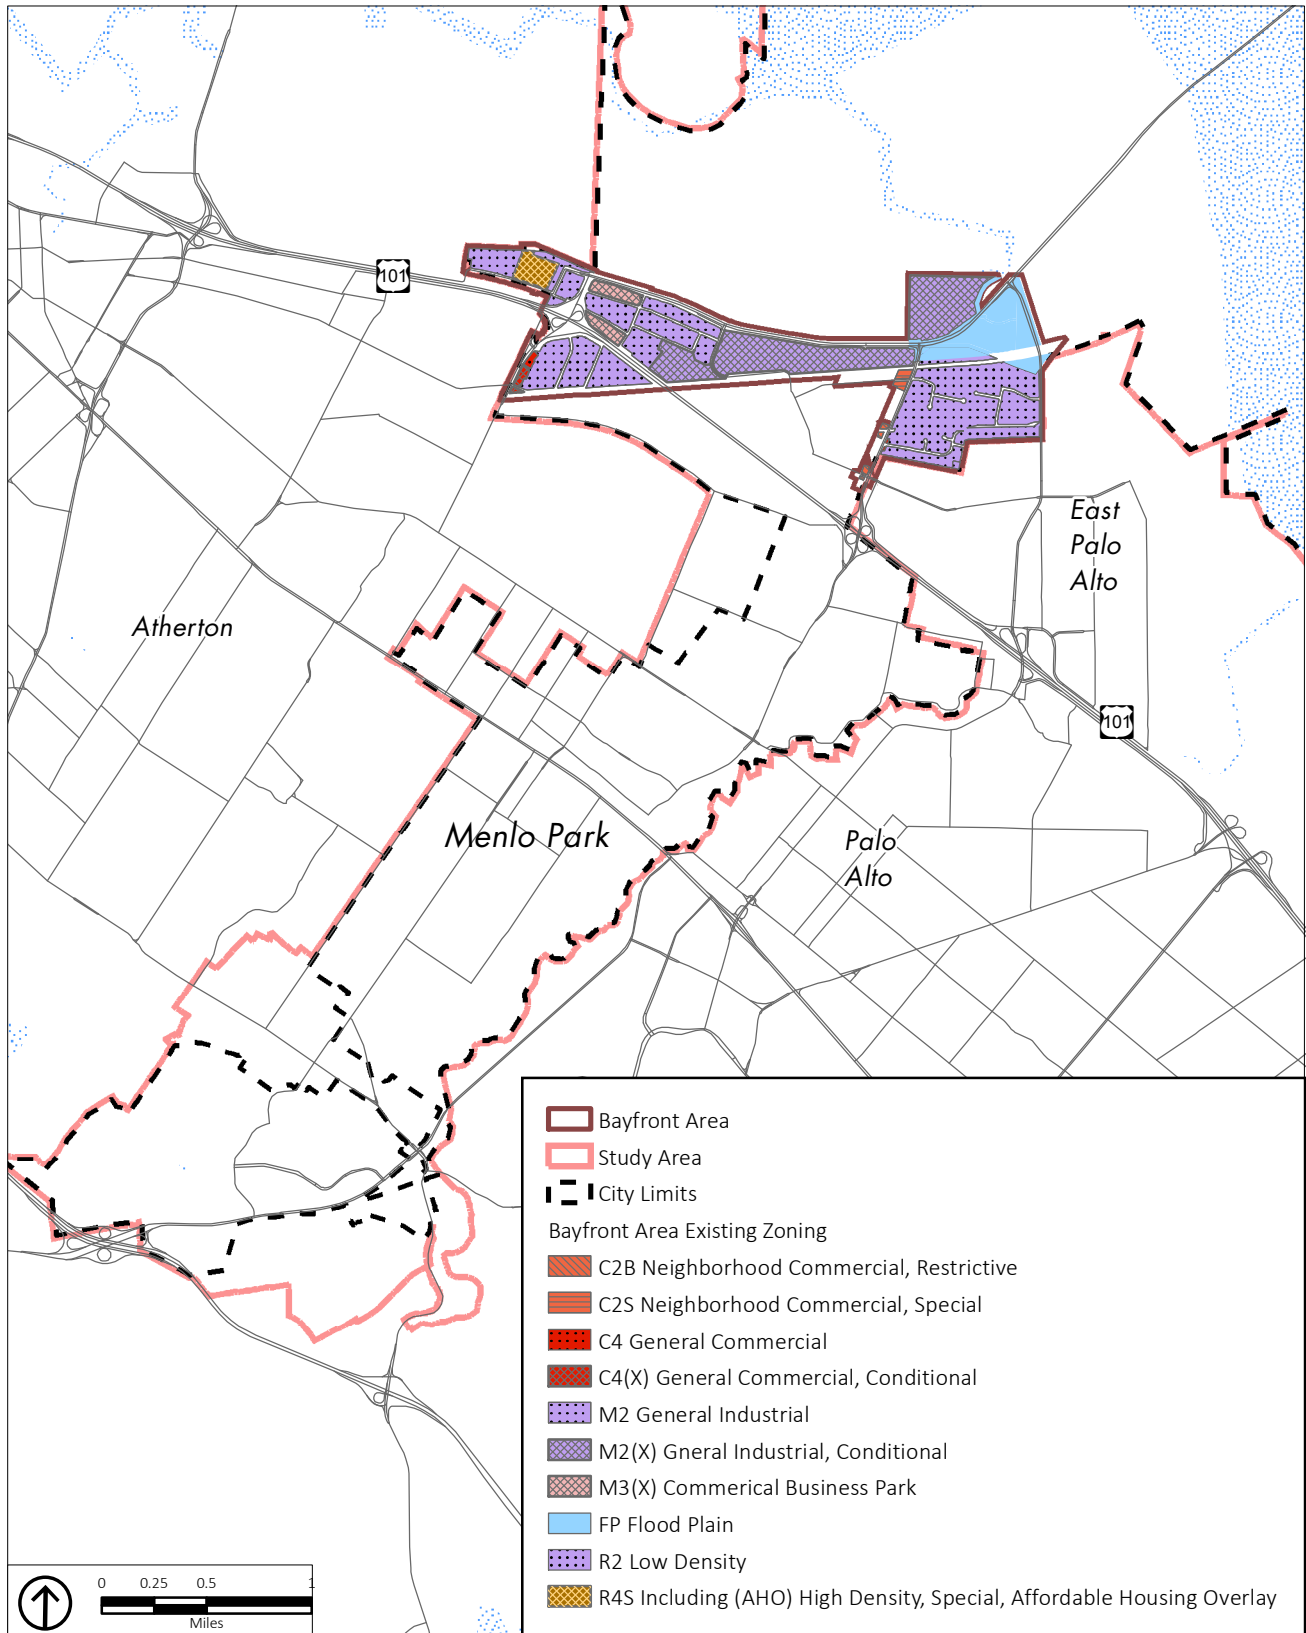 101
East
Palo
Alto
Atherton
101
Menlo Park
Palo
Alto
Bayfront Area
Study Area
City Limits
Bayfront Area Existing Zoning
C2B Neighborhood Commercial, Restrictive
C2S Neighborhood Commercial, Special
C4 General Commercial
C4(X) General Commercial, Conditional
M2 General Industrial
M2(X) Gneral Industrial, Conditional
M3(X) Commerical Business Park
FP Flood Plain
R2 Low Density
R4S Including (AHO) High Density, Special, Affordable Housing Overlay
0 0.25 0.5 1
Miles